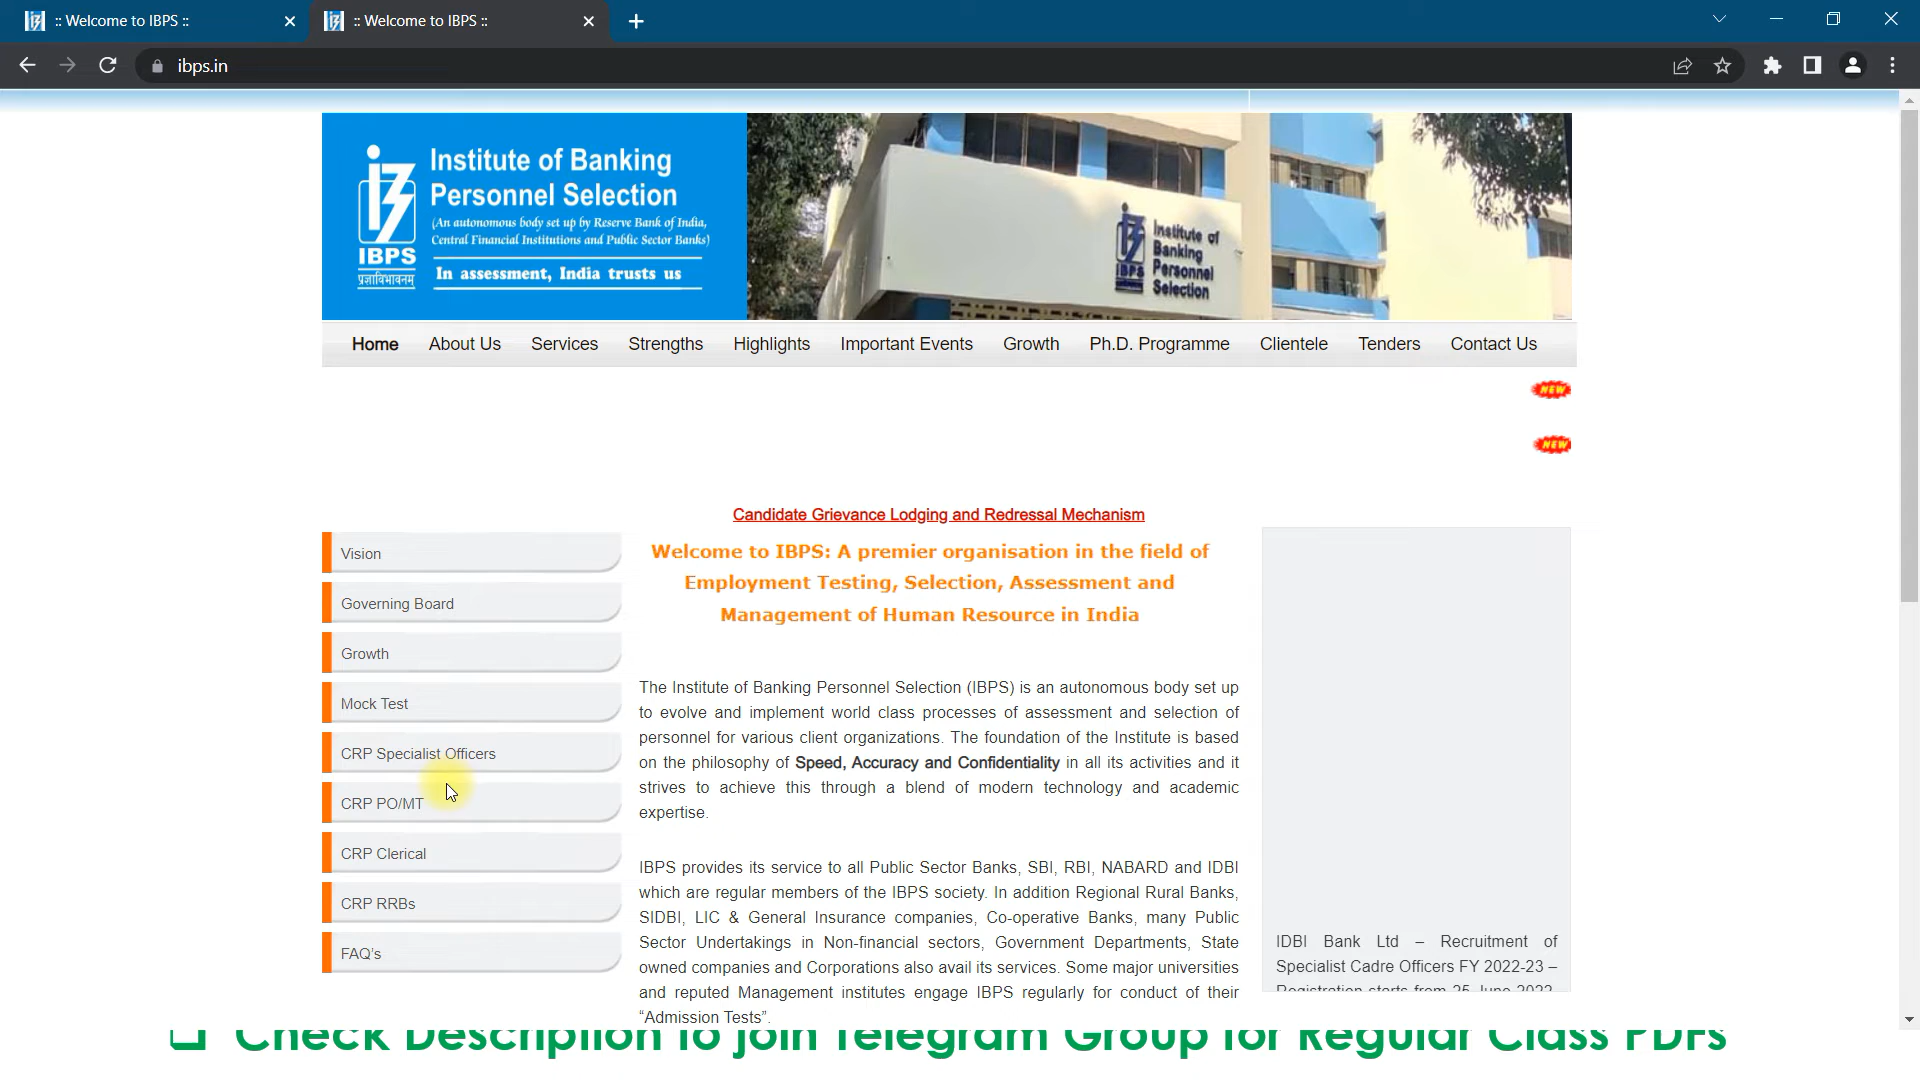 :: Welcome to IBPS ::
:: Welcome to IBPS ::
ibps.in
Institute of Banking
Personnel Selection
(An autonomous body set up by Reserve Bank of India,
Central Financial Institutions and Public Sector Banks)
IBPS
प्रज्ञाविभावनम्
In assessment, India trusts us
Institute of
Banking
Personnel
Selection
IBPS
Home About Us Services Strengths Highlights Important Events Growth Ph.D. Programme Clientele Tenders Contact Us
NEW
NEW
Candidate Grievance Lodging and Redressal Mechanism
Vision
Governing Board
Growth
Mock Test
CRP Specialist Officers
CRP PO/MT
CRP Clerical
CRP RRBs
FAQ's
Welcome to IBPS: A premier organisation in the field of
Employment Testing, Selection, Assessment and
Management of Human Resource in India
The Institute of Banking Personnel Selection (IBPS) is an autonomous body set up
to evolve and implement world class processes of assessment and selection of
personnel for various client organizations. The foundation of the Institute is based
on the philosophy of Speed, Accuracy and Confidentiality in all its activities and it
strives to achieve this through a blend of modern technology and academic
expertise.
IBPS provides its service to all Public Sector Banks, SBI, RBI, NABARD and IDBI
which are regular members of the IBPS society. In addition Regional Rural Banks,
SIDBI, LIC & General Insurance companies, Co-operative Banks, many Public
Sector Undertakings in Non-financial sectors, Government Departments, State
owned companies and Corporations also avail its services. Some major universities
and reputed Management institutes engage IBPS regularly for conduct of their
“Admission Tests”.
IDBI Bank Ltd – Recruitment of
Specialist Cadre Officers FY 2022-23 –
Registration starts from 25 June 2022
Check Description to join Telegram Group for Regular Class PDFs